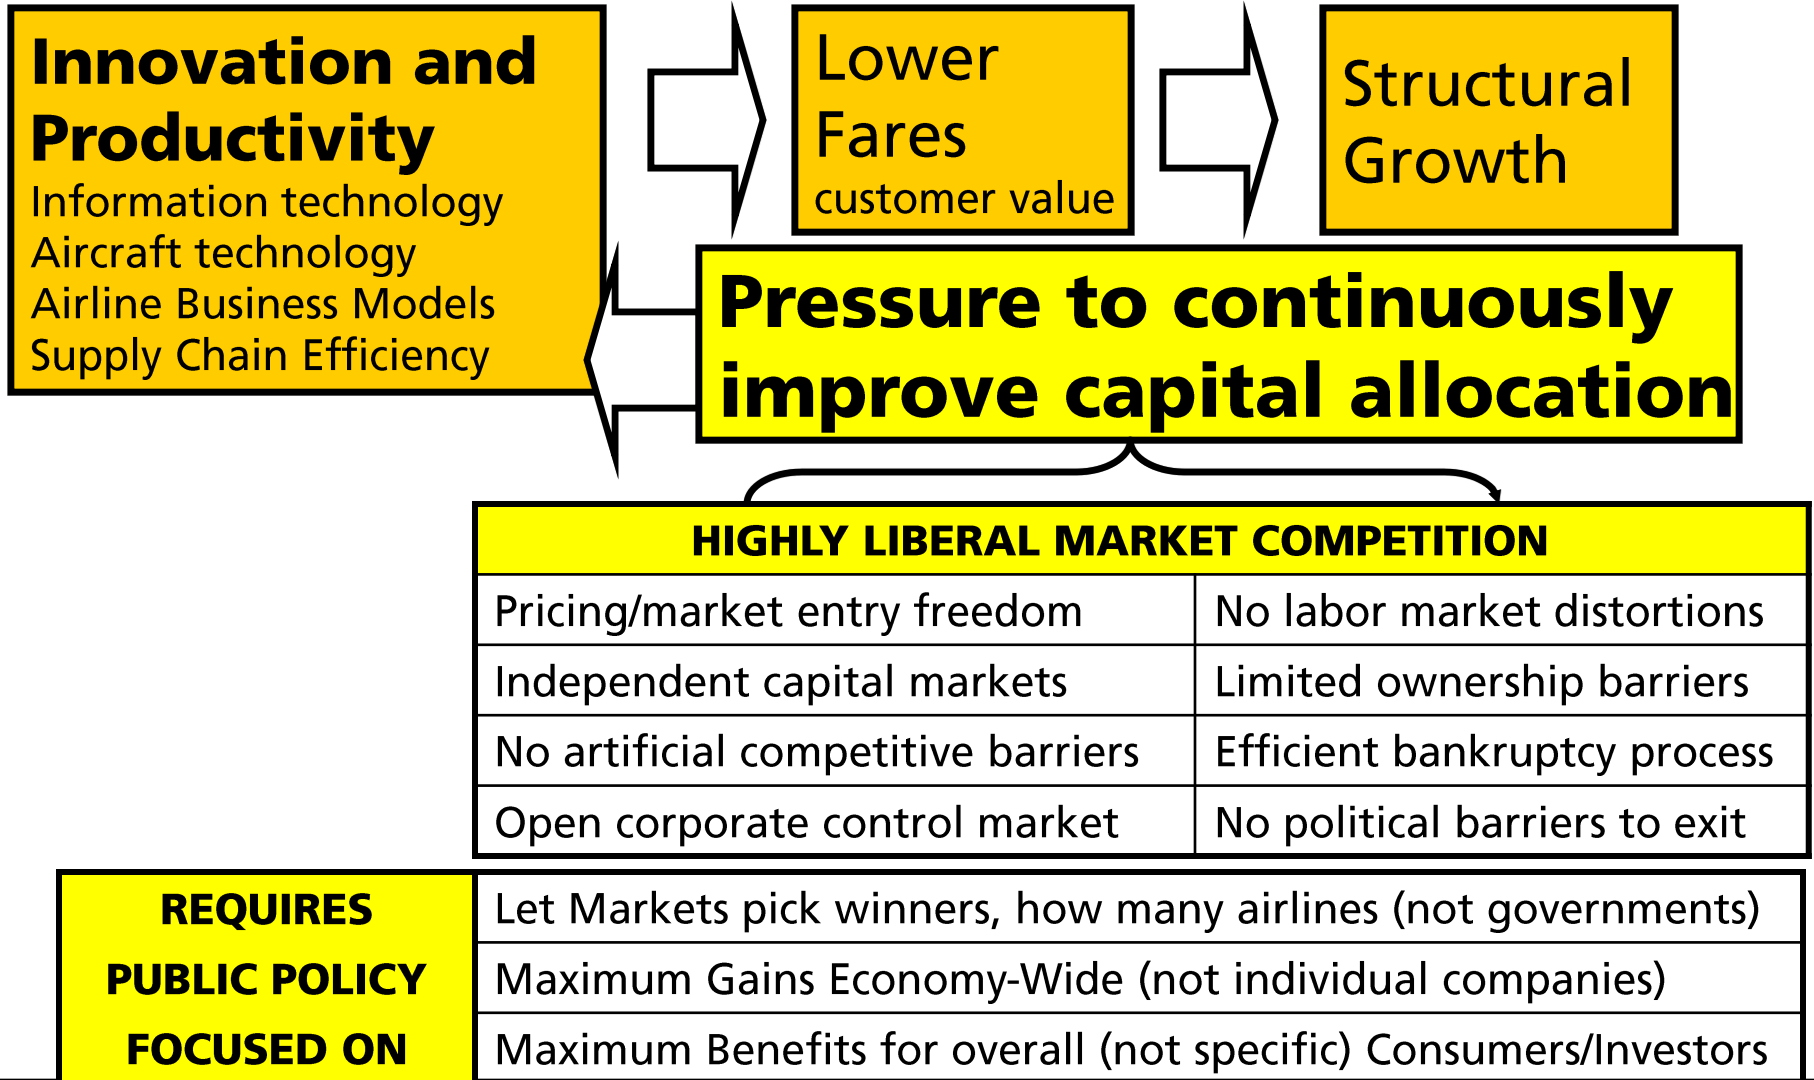 Innovation and
Productivity
Information technology
Aircraft technology
Airline Business Models
Supply Chain Efficiency
Lower
Fares
customer value
Structural
Growth
Pressure to continuously
improve capital allocation
HIGHLY LIBERAL MARKET COMPETITION
Pricing/market entry freedom
No labor market distortions
Independent capital markets
Limited ownership barriers
No artificial competitive barriers
Efficient bankruptcy process
Open corporate control market
No political barriers to exit
REQUIRES
PUBLIC POLICY
FOCUSED ON
Let Markets pick winners, how many airlines (not governments)
Maximum Gains Economy-Wide (not individual companies)
Maximum Benefits for overall (not specific) Consumers/Investors